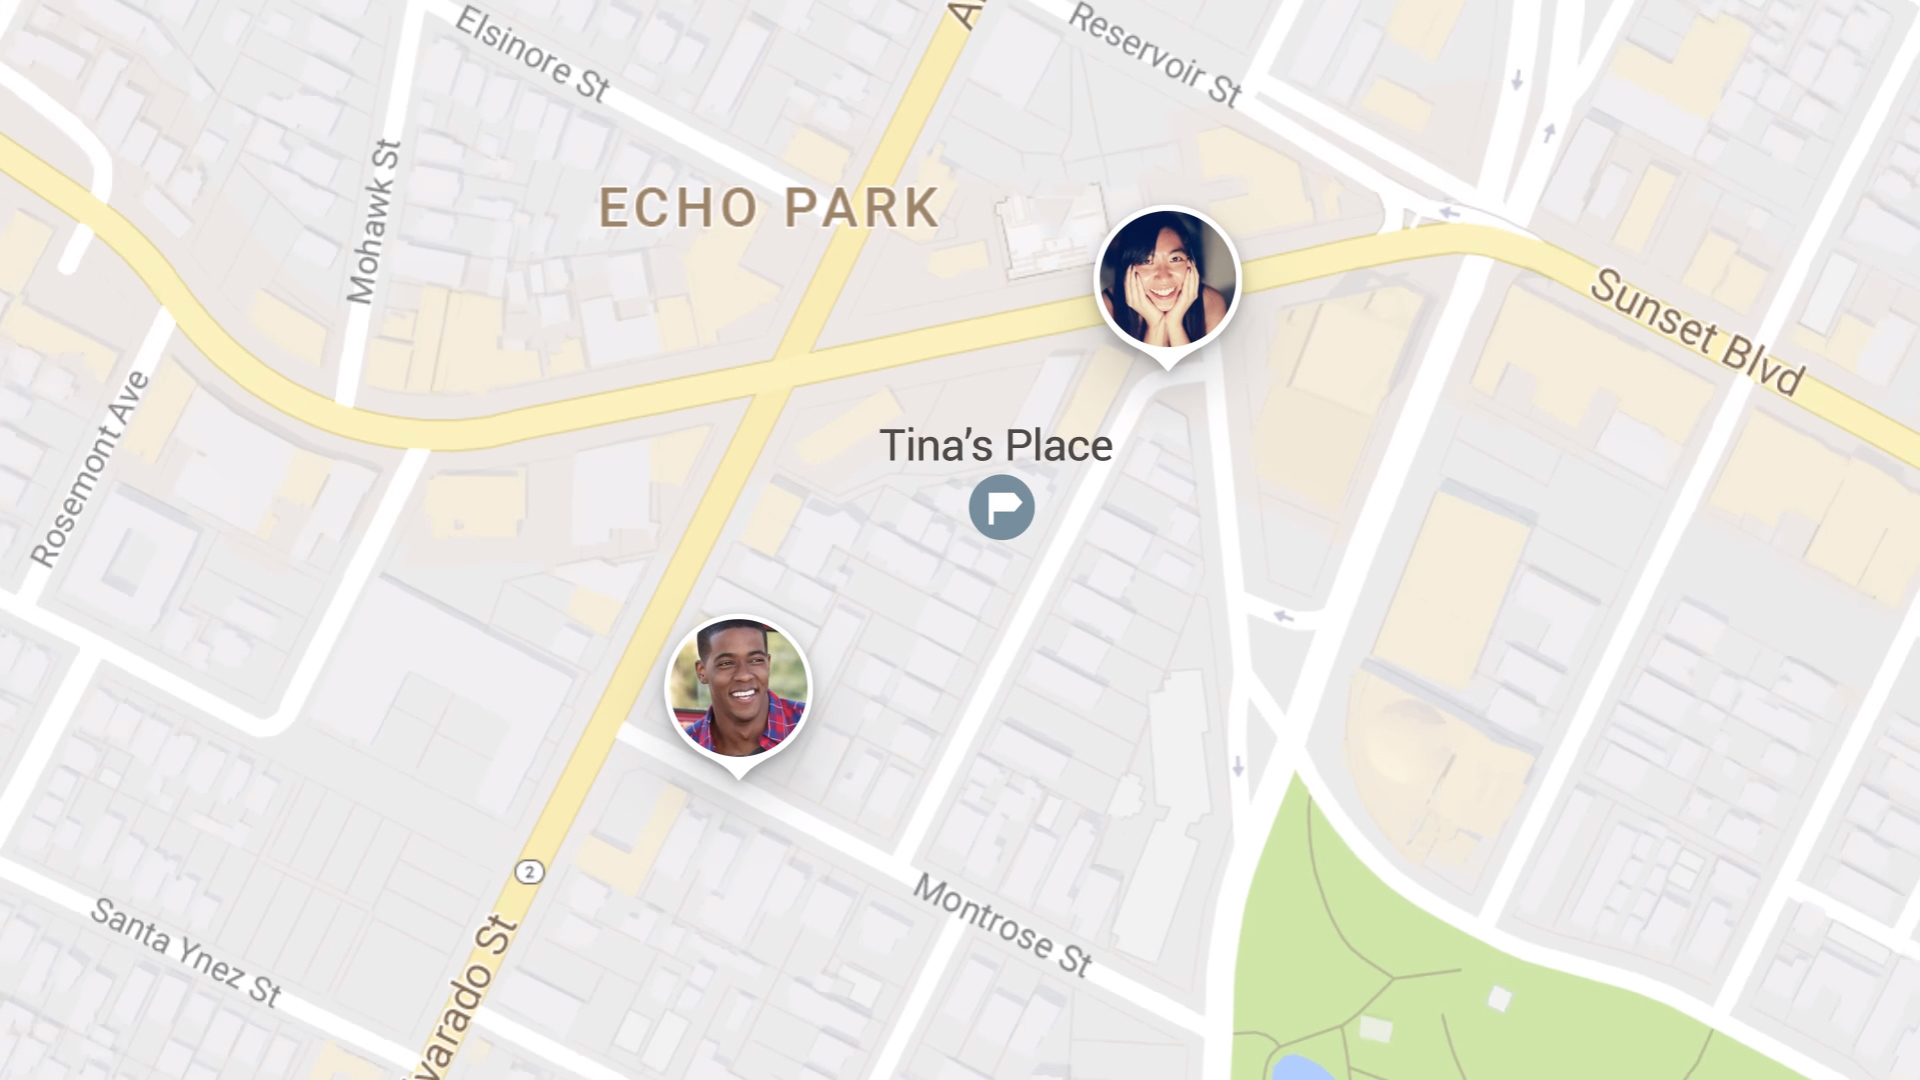 Elsinore St
Reservoir St
Mohawk St
ECHO PARK
Sunset Blvd
Rosemont Ave
Tina’s Place
2
Montrose St
Santa Ynez St
varado St